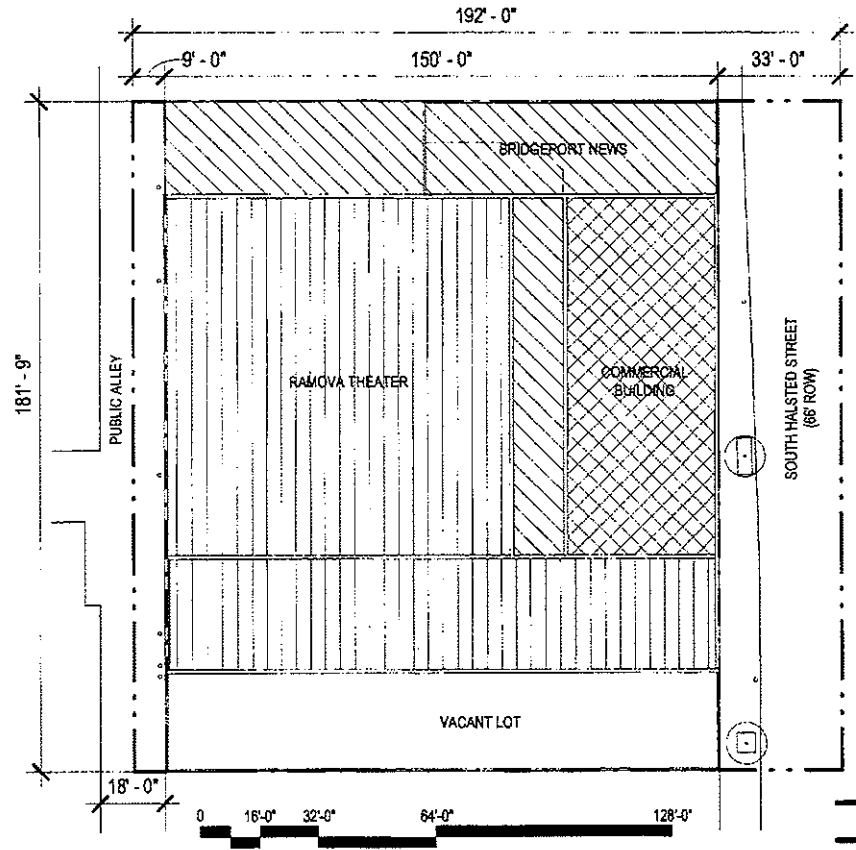 192' - 0"
9' - 0"
150' - 0"
33' - 0"
BRIDGEPORT NEWS
181' - 9"
PUBLIC ALLEY
RAMOVA THEATER
COMMERCIAL
BUILDING
SOUTH HALSTED STREET
(66' ROW)
VACANT LOT
18' - 0"
0 16'-0" 32'-0" 64'-0" 128'-0"